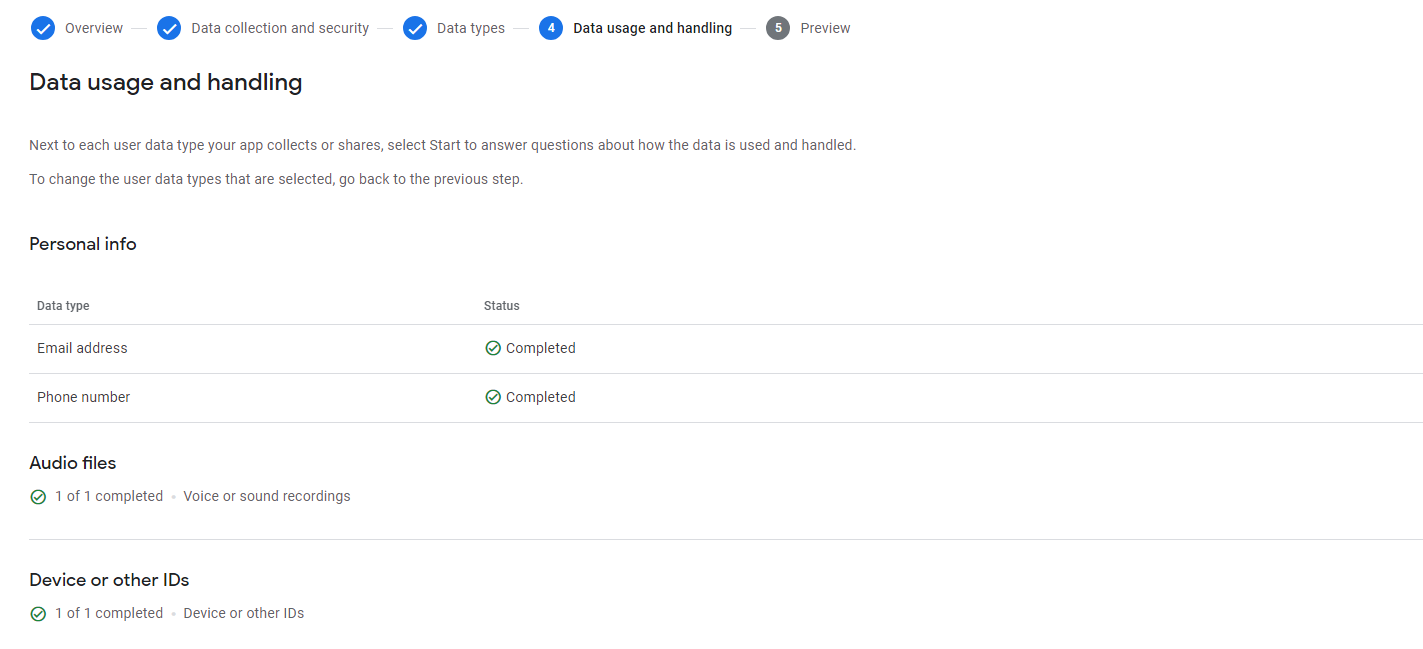 Overview
Data collection and security
Data types
4 Data usage and handling
5 Preview
Data usage and handling
Next to each user data type your app collects or shares, select Start to answer questions about how the data is used and handled.
To change the user data types that are selected, go back to the previous step.
Personal info
Data type Status
Email address Completed
Phone number Completed
Audio files
1 of 1 completed • Voice or sound recordings
Device or other IDs
1 of 1 completed • Device or other IDs